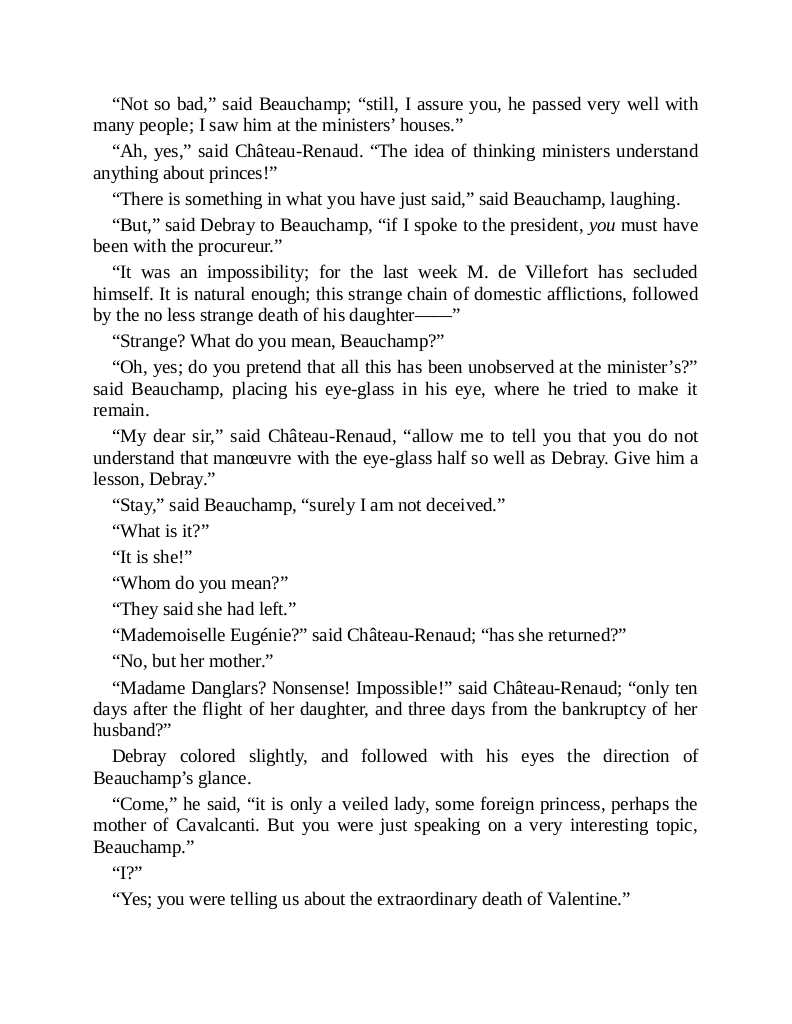 “Not so bad,” said Beauchamp; “still, I assure you, he passed very well with
many people; I saw him at the ministers’ houses.”
“Ah, yes,” said Château-Renaud. “The idea of thinking ministers understand
anything about princes!”
“There is something in what you have just said,” said Beauchamp, laughing.
“But,” said Debray to Beauchamp, “if I spoke to the president, you must have
been with the procureur.”
“It was an impossibility; for the last week M. de Villefort has secluded
himself. It is natural enough; this strange chain of domestic afflictions, followed
by the no less strange death of his daughter——”
“Strange? What do you mean, Beauchamp?”
“Oh, yes; do you pretend that all this has been unobserved at the minister’s?”
said Beauchamp, placing his eye-glass in his eye, where he tried to make it
remain.
“My dear sir,” said Château-Renaud, “allow me to tell you that you do not
understand that manœuvre with the eye-glass half so well as Debray. Give him a
lesson, Debray.”
“Stay,” said Beauchamp, “surely I am not deceived.”
“What is it?”
“It is she!”
“Whom do you mean?”
“They said she had left.”
“Mademoiselle Eugénie?” said Château-Renaud; “has she returned?”
“No, but her mother.”
“Madame Danglars? Nonsense! Impossible!” said Château-Renaud; “only ten
days after the flight of her daughter, and three days from the bankruptcy of her
husband?”
Debray colored slightly, and followed with his eyes the direction of
Beauchamp’s glance.
“Come,” he said, “it is only a veiled lady, some foreign princess, perhaps the
mother of Cavalcanti. But you were just speaking on a very interesting topic,
Beauchamp.”
“I?”
“Yes; you were telling us about the extraordinary death of Valentine.”